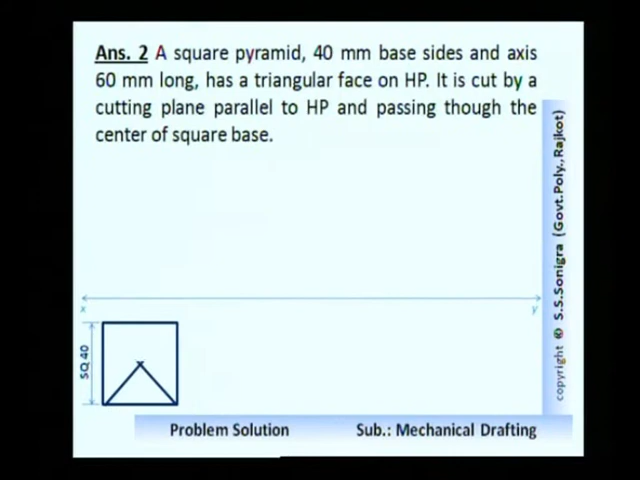 Ans. 2 A square pyramid, 40 mm base sides and axis
60 mm long, has a triangular face on HP. It is cut by a
cutting plane parallel to HP and passing though the
center of square base.
x
y
SQ 40
copyright © S.S.Sonigra (Govt.Poly.,Rajkot)
Problem Solution
Sub.: Mechanical Drafting